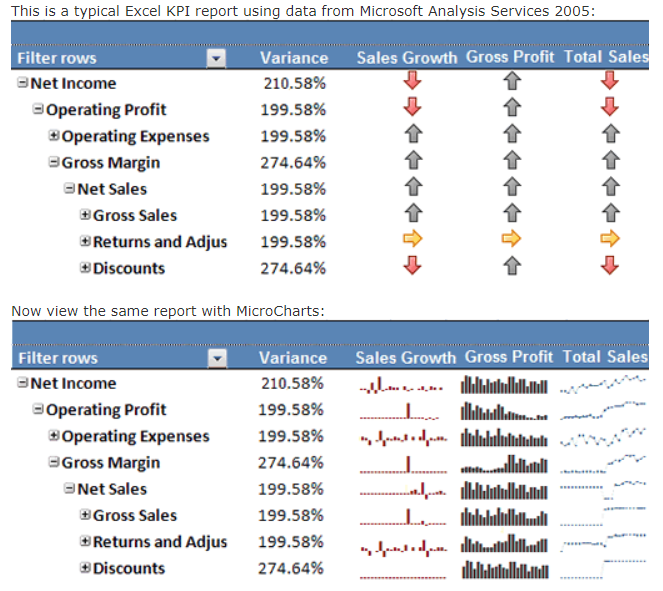 This is a typical Excel KPI report using data from Microsoft Analysis Services 2005:
Filter rows Variance Sales Growth Gross Profit Total Sales
Net Income 210.58%
Operating Profit 199.58%
Operating Expenses 199.58%
Gross Margin 274.64%
Net Sales 199.58%
Gross Sales 199.58%
Returns and Adjus 199.58%
Discounts 274.64%
Now view the same report with MicroCharts:
Filter rows Variance Sales Growth Gross Profit Total Sales
Net Income 210.58%
Operating Profit 199.58%
Operating Expenses 199.58%
Gross Margin 274.64%
Net Sales 199.58%
Gross Sales 199.58%
Returns and Adjus 199.58%
Discounts 274.64%